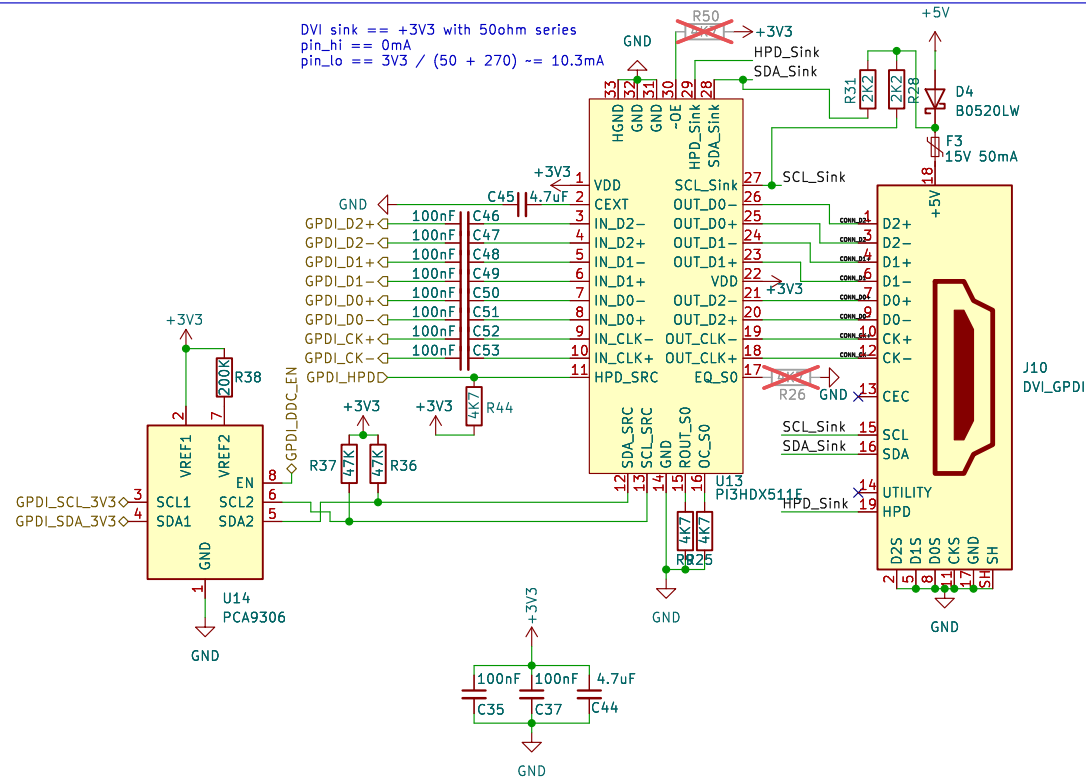 DVI sink == +3V3 with 50ohm series
pin_hi == 0mA
pin_lo == 3V3 / (50 + 270) ~= 10.3mA
R50
4K7
+3V3
GND
HPD_Sink
SDA_Sink
+5V
R31
2K2
2K2
R28
D4
B0520LW
F3
15V 50mA
18
+5V
33
32
31
30
29
28
HGND
GND
GND
~OE
HPD_Sink
SDA_Sink
+3V3
1
VDD
GND
C45
4.7uF
2
CEXT
GPDI_D2+
100nF
C46
3
IN_D2-
GPDI_D2-
100nF
C47
4
IN_D2+
GPDI_D1+
100nF
C48
5
IN_D1-
GPDI_D1-
100nF
C49
6
IN_D1+
GPDI_D0+
100nF
C50
7
IN_D0-
GPDI_D0-
100nF
C51
8
IN_D0+
GPDI_CK+
100nF
C52
9
IN_CLK-
GPDI_CK-
100nF
C53
10
IN_CLK+
GPDI_HPD
11
HPD_SRC
SCL_Sink
27
SCL_Sink
OUT_D0-
26
OUT_D0+
25
OUT_D1-
24
OUT_D1+
23
VDD
22
+3V3
OUT_D2-
21
OUT_D2+
20
OUT_CLK-
19
OUT_CLK+
18
EQ_S0
17
R26
GND
SDA_SRC
SCL_SRC
GND
ROUT_S0
OC_S0
12
13
14
15
16
U13
PI3HDX511F
4K7
4K7
R25
GND
1
D2+
3
D2-
4
D1+
6
D1-
7
D0+
9
D0-
10
CK+
12
CK-
13
CEC
SCL_Sink
15
SCL
SDA_Sink
16
SDA
14
UTILITY
HPD_Sink
19
HPD
J10
DVI_GPDI
D2S
D1S
D0S
CKS
GND
SH
2
5
8
11
17
SH
GND
+3V3
200K
R38
2
7
VREF1
VREF2
GPDI_DDC_EN
EN
8
GPDI_SCL_3V3
3
SCL1
SCL2
6
GPDI_SDA_3V3
4
SDA1
SDA2
5
GND
1
U14
PCA9306
GND
+3V3
R37
47K
47K
R36
+3V3
4K7
R44
+3V3
100nF
C35
100nF
C37
4.7uF
C44
GND